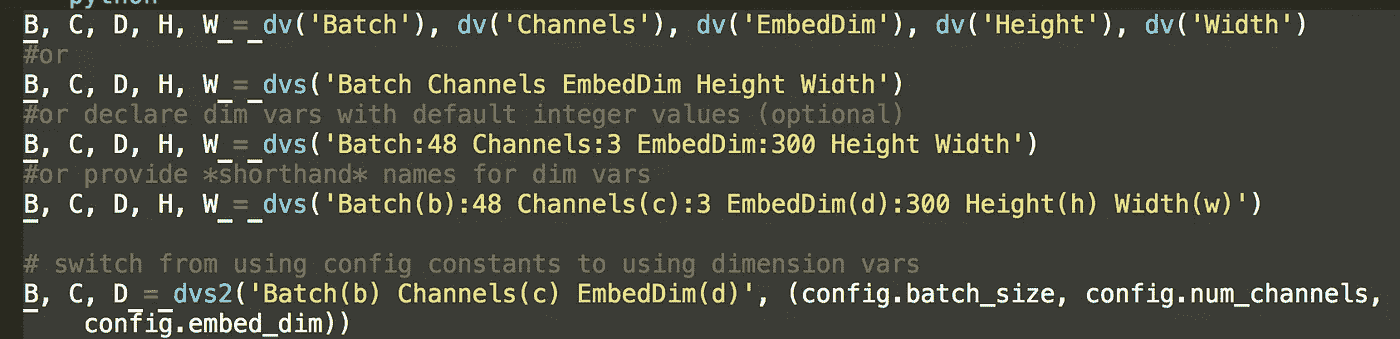 python
B, C, D, H, W = dv('Batch'), dv('Channels'), dv('EmbedDim'), dv('Height'), dv('Width')
#or
B, C, D, H, W = dvs('Batch Channels EmbedDim Height Width')
#or declare dim vars with default integer values (optional)
B, C, D, H, W = dvs('Batch:48 Channels:3 EmbedDim:300 Height Width')
#or provide *shorthand* names for dim vars
B, C, D, H, W = dvs('Batch(b):48 Channels(c):3 EmbedDim(d):300 Height(h) Width(w)')
# switch from using config constants to using dimension vars
B, C, D = dvs2('Batch(b) Channels(c) EmbedDim(d)', (config.batch_size, config.num_channels,
config.embed_dim))